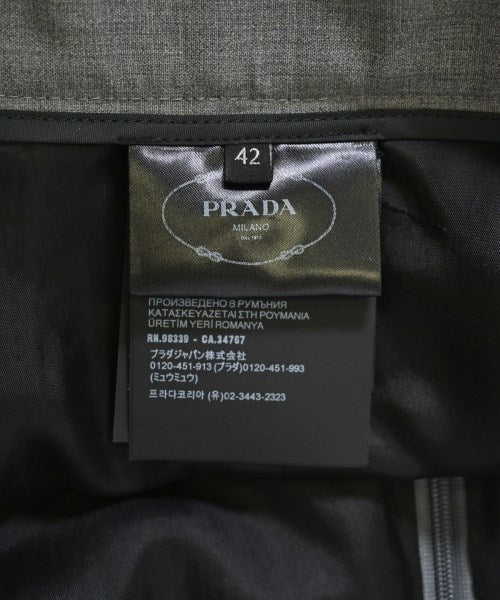 42
PRADA
MILANO
DAL 1913
ПРОИЗВЕДЕНО В РУМЪНИЯ
ΚΑΤΑΣΚΕΥΑΖΕΤΑΙ ΣΤΗ ΡΟΥΜΑΝΙΑ
ÜRETİM YERİ ROMANYA
RN.98339 - CA.34767
プラダジャパン株式会社
0120-451-913 (プラダ)0120-451-993
(ミュウミュウ)
프라다코리아 (유)02-3443-2323